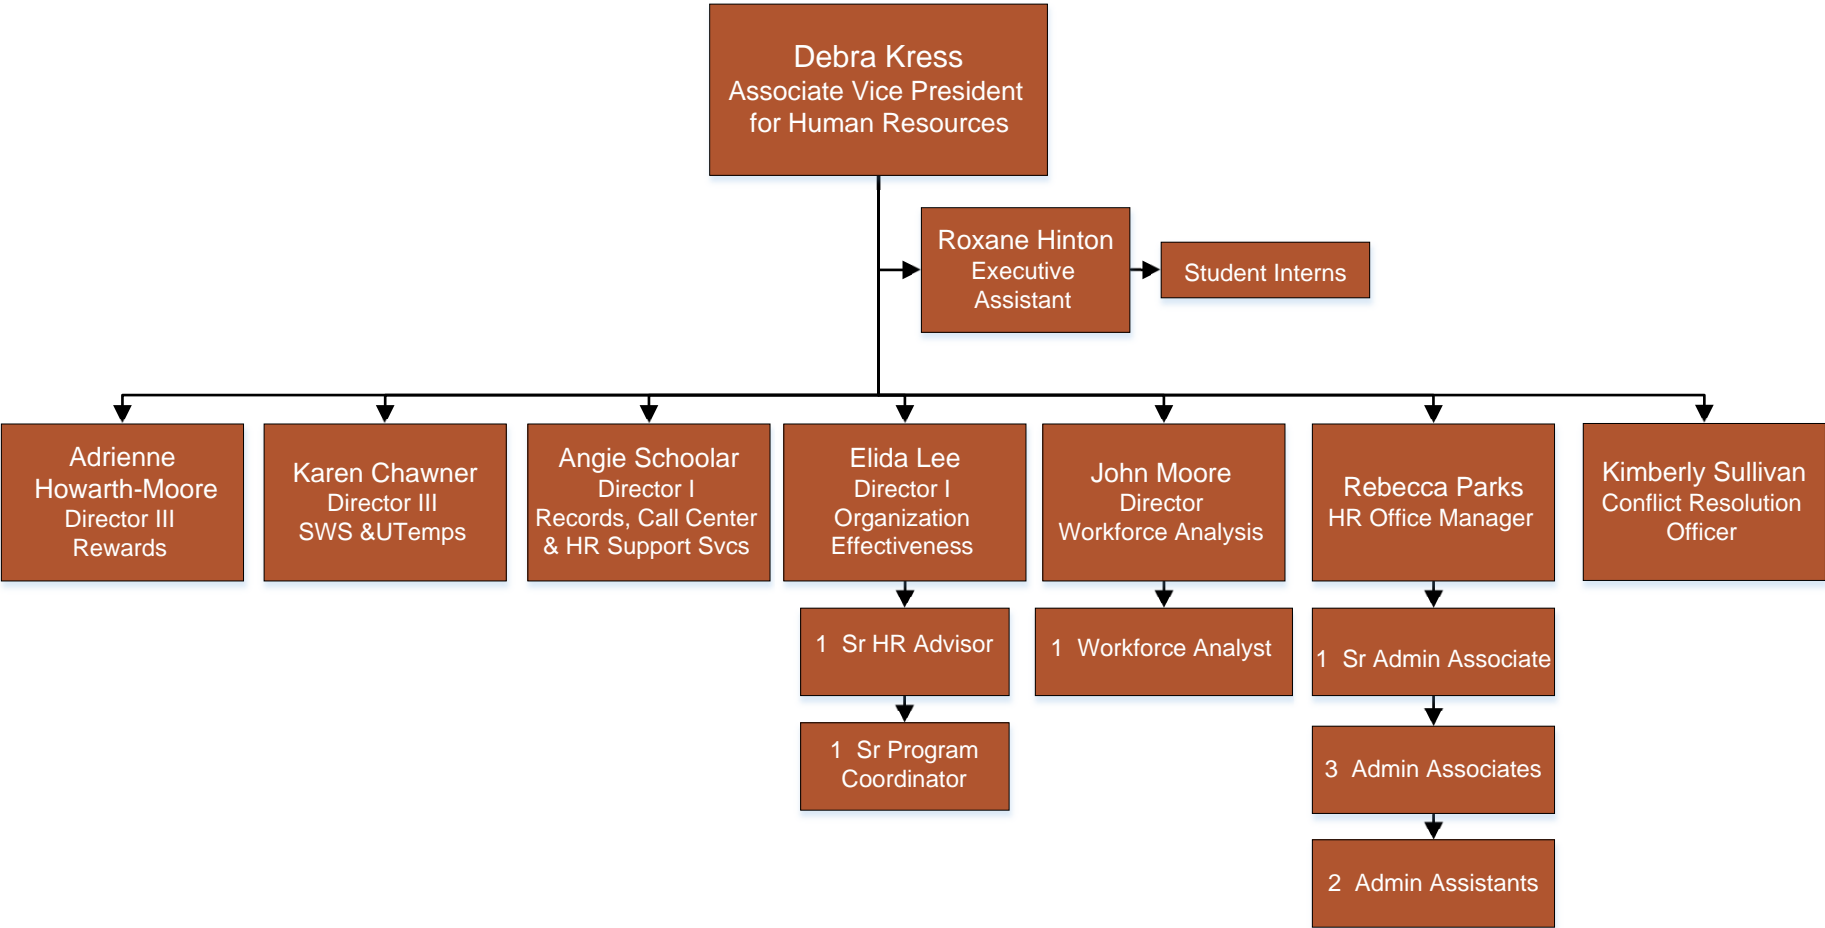 Debra Kress
Associate Vice President
for Human Resources
Roxane Hinton
Executive
Assistant
Student Interns
Adrienne
Howarth-Moore
Director III
Rewards
Karen Chawner
Director III
SWS &UTemps
Angie Schoolar
Director I
Records, Call Center
& HR Support Svcs
Elida Lee
Director I
Organization
Effectiveness
John Moore
Director
Workforce Analysis
Rebecca Parks
HR Office Manager
Kimberly Sullivan
Conflict Resolution
Officer
1 Sr HR Advisor
1 Workforce Analyst
1 Sr Admin Associate
1 Sr Program
Coordinator
3 Admin Associates
2 Admin Assistants